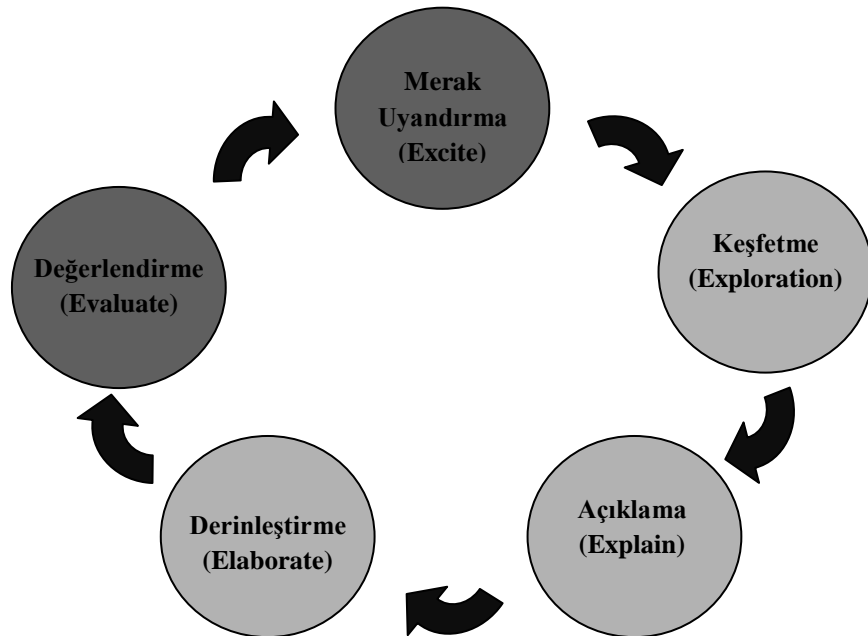 Merak
Uyandırma
(Excite)
Keşfetme
(Exploration)
Açıklama
(Explain)
Derinleştirme
(Elaborate)
Değerlendirme
(Evaluate)